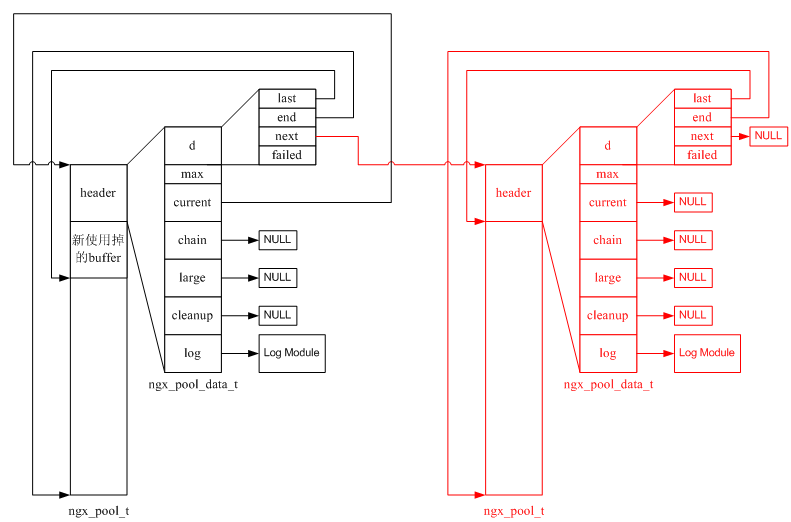 last
end
next
failed
d
max
current
chain
large
cleanup
log
header
新使用掉
的buffer
NULL
NULL
NULL
Log Module
ngx_pool_data_t
ngx_pool_t
last
end
next
failed
NULL
d
max
current
chain
large
cleanup
log
header
NULL
NULL
NULL
NULL
Log Module
ngx_pool_data_t
ngx_pool_t